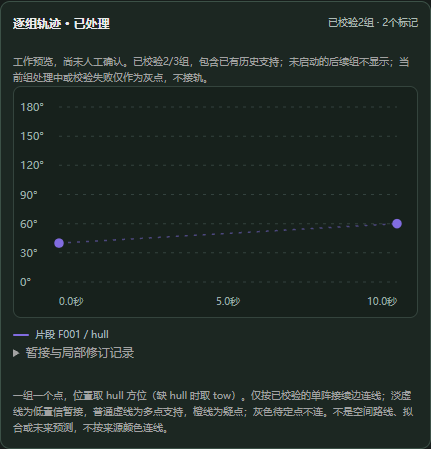 逐组轨迹 • 已处理
已校验2组 · 2个标记
工作预览，尚未人工确认。已校验2/3组，包含已有历史支持；未启动的后续组不显示；当
前组处理中或校验失败仅作为灰点，不接轨。
180°
150°
120°
90°
60°
30°
0°
0.0秒 5.0秒 10.0秒
片段 F001 / hull
▶ 暂接与局部修订记录
一组一个点，位置取 hull 方位（缺 hull 时取 tow）。仅按已校验的单阵接续边连线；淡虚
线为低置信暂接，普通虚线为多点支持，橙线为疑点；灰色待定点不连。不是空间路线、拟
合或未来预测，不按来源颜色连线。